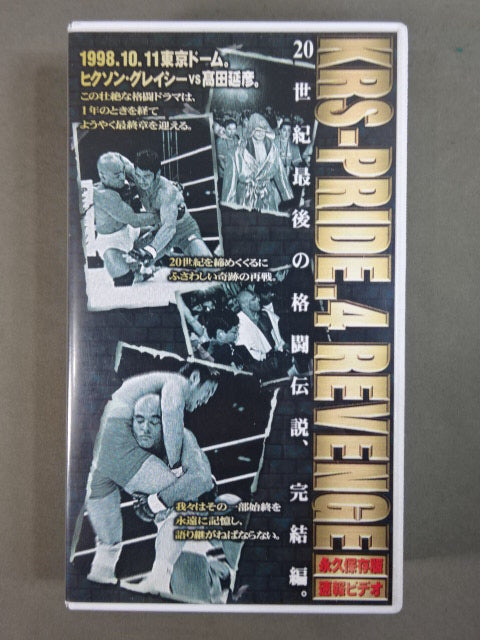 1998.10.11東京ドーム。
ヒクソン・グレイシーVS高田延彦。
この壮絶な格闘ドラマは、
1年のときを経て
ようやく最終章を迎える。
20世紀最後の格闘伝説、完結編。
KRS-PRIDE.4 REVENGE
20世紀を締めくくるに
ふさわしい奇跡の再戦。
我々はその一部始終を
永遠に記憶し、
語り継がねばならない。
永久保存版
速報ビデオ